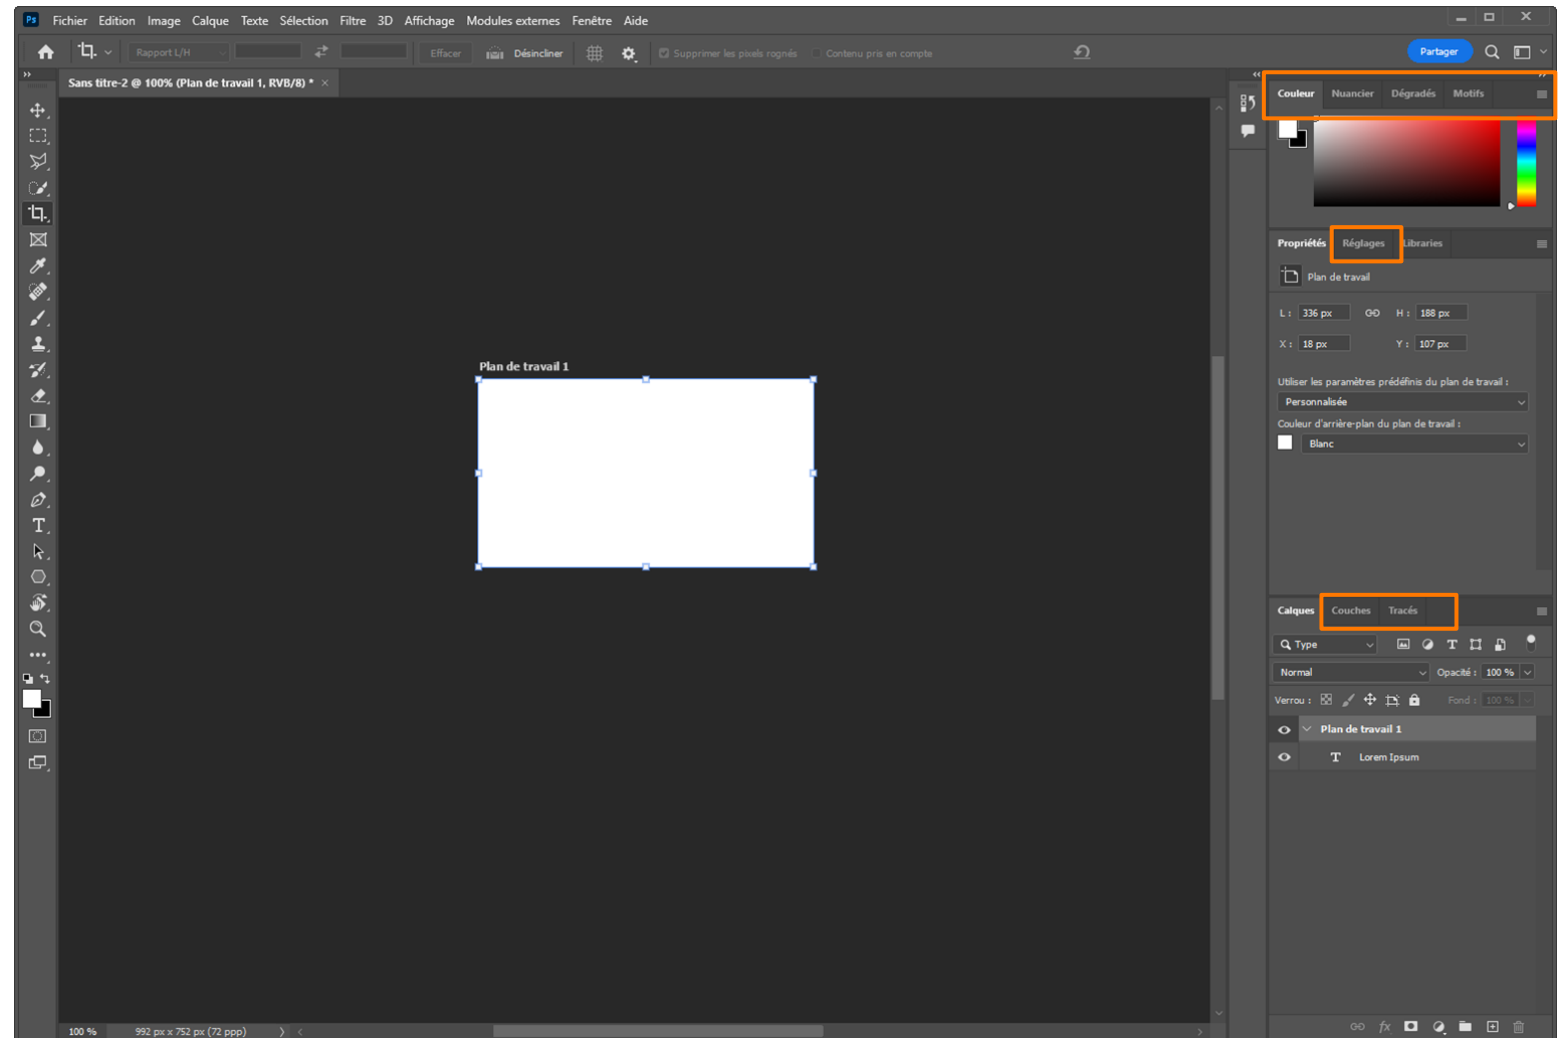 Ps Fichier Edition Image Calque Texte Sélection Filtre 3D Affichage Modules externes Fenêtre Aide
Rapport L/H Effacer Désincliner Supprimer les pixels rognés Contenu pris en compte Partager
Sans titre-2 @ 100% (Plan de travail 1, RVB/8) * ×
Couleur Nuancier Dégradés Motifs
Propriétés Réglages Libraries
Plan de travail
L : 336 px H : 188 px
X : 18 px Y : 107 px
Plan de travail 1
Utiliser les paramètres prédéfinis du plan de travail :
Personnalisée
Couleur d'arrière-plan du plan de travail :
Blanc
Calques Couches Tracés
Type
Normal Opacité : 100 %
Verrou : Fond : 100 %
Plan de travail 1
T Lorem Ipsum
100 % 992 px x 752 px (72 ppp)
fx